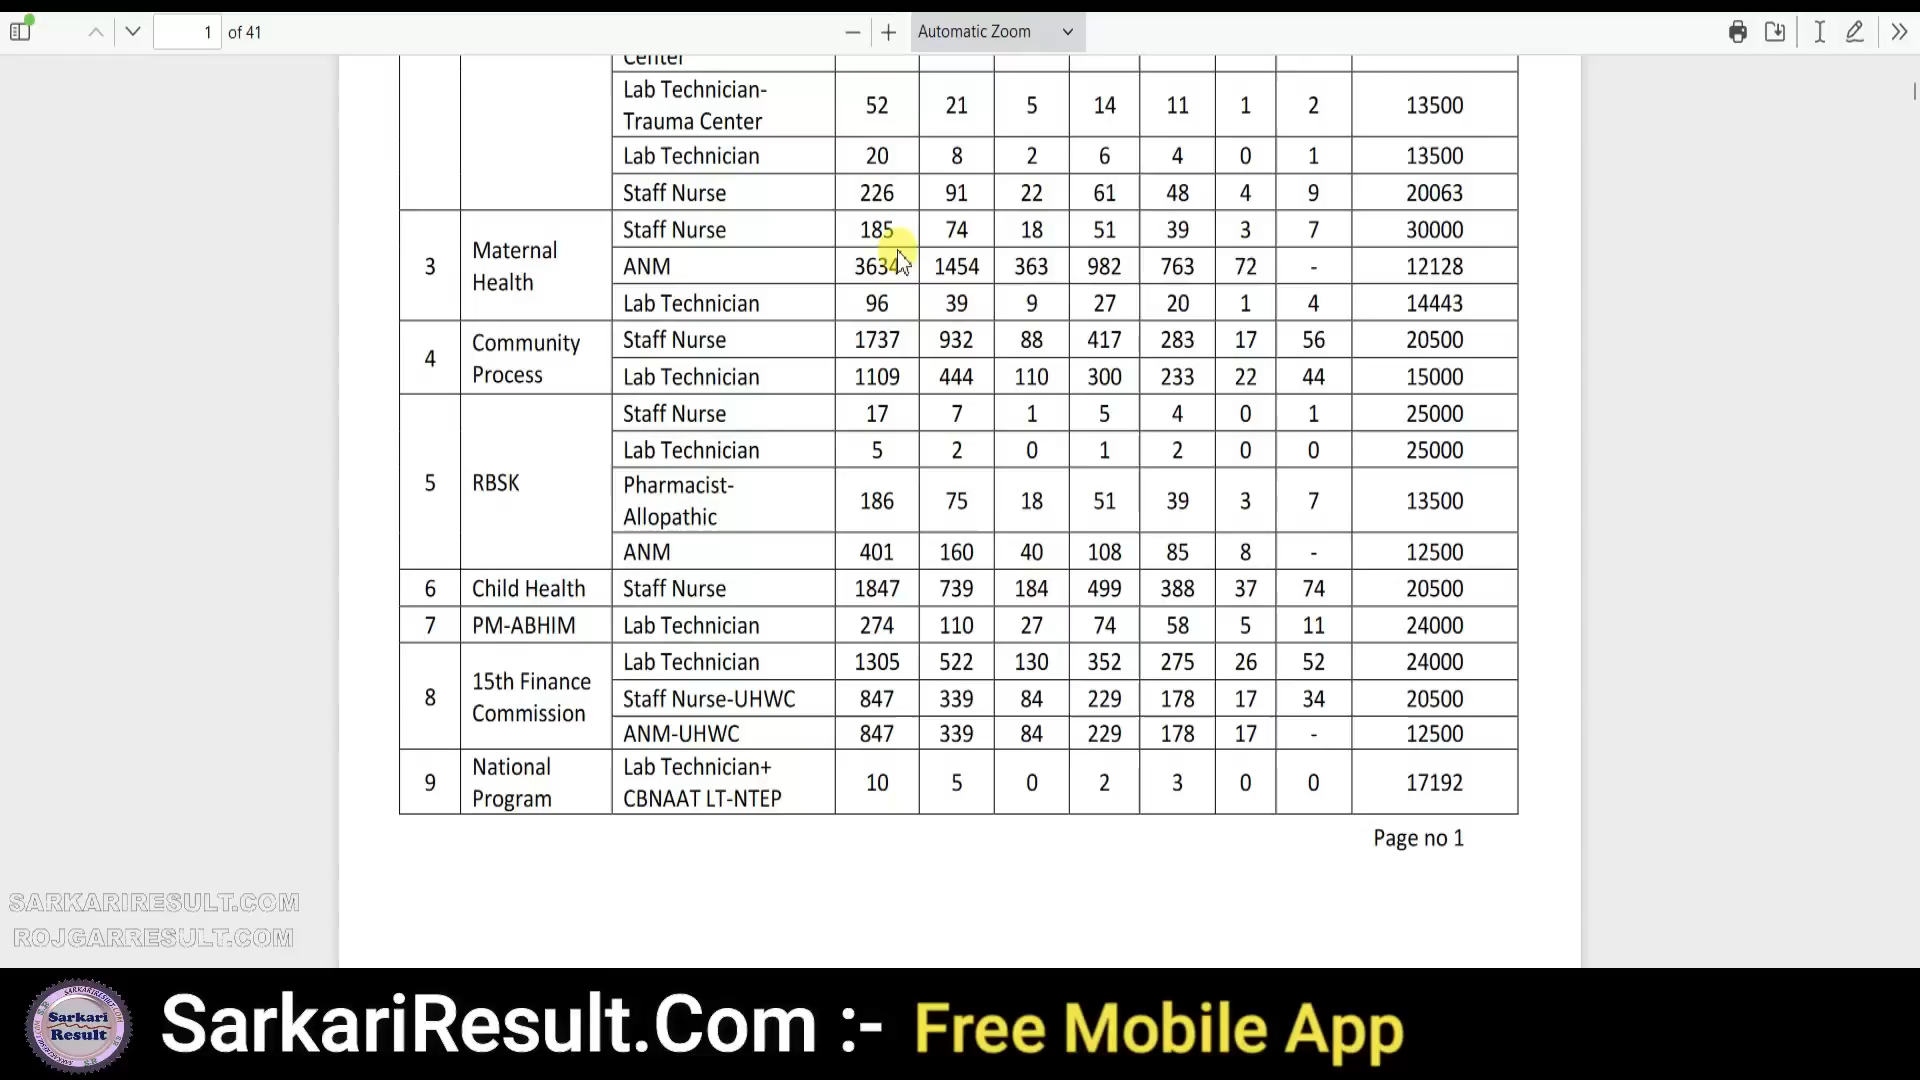 1 of 41 Automatic Zoom
Center
Lab Technician-
Trauma Center 52 21 5 14 11 1 2 13500
Lab Technician 20 8 2 6 4 0 1 13500
Staff Nurse 226 91 22 61 48 4 9 20063
3 Maternal Health Staff Nurse 185 74 18 51 39 3 7 30000
ANM 3634 1454 363 982 763 72 - 12128
Lab Technician 96 39 9 27 20 1 4 14443
4 Community Process Staff Nurse 1737 932 88 417 283 17 56 20500
Lab Technician 1109 444 110 300 233 22 44 15000
5 RBSK Staff Nurse 17 7 1 5 4 0 1 25000
Lab Technician 5 2 0 1 2 0 0 25000
Pharmacist-
Allopathic 186 75 18 51 39 3 7 13500
ANM 401 160 40 108 85 8 - 12500
6 Child Health Staff Nurse 1847 739 184 499 388 37 74 20500
7 PM-ABHIM Lab Technician 274 110 27 74 58 5 11 24000
8 15th Finance Commission Lab Technician 1305 522 130 352 275 26 52 24000
Staff Nurse-UHWC 847 339 84 229 178 17 34 20500
ANM-UHWC 847 339 84 229 178 17 - 12500
9 National Program Lab Technician+
CBNAAT LT-NTEP 10 5 0 2 3 0 0 17192
Page no 1
SARKARIRESULT.COM
ROJGARRESULT.COM
Sarkari
Result
SarkariResult.Com :- Free Mobile App